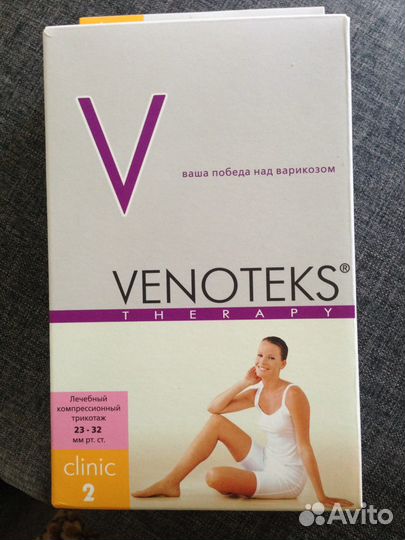 V
ваша победа над варикозом
VENOTEKS®
THERAPY
Лечебный
компрессионный
трикотаж
23 - 32
мм рт. ст.
clinic
2
Avito